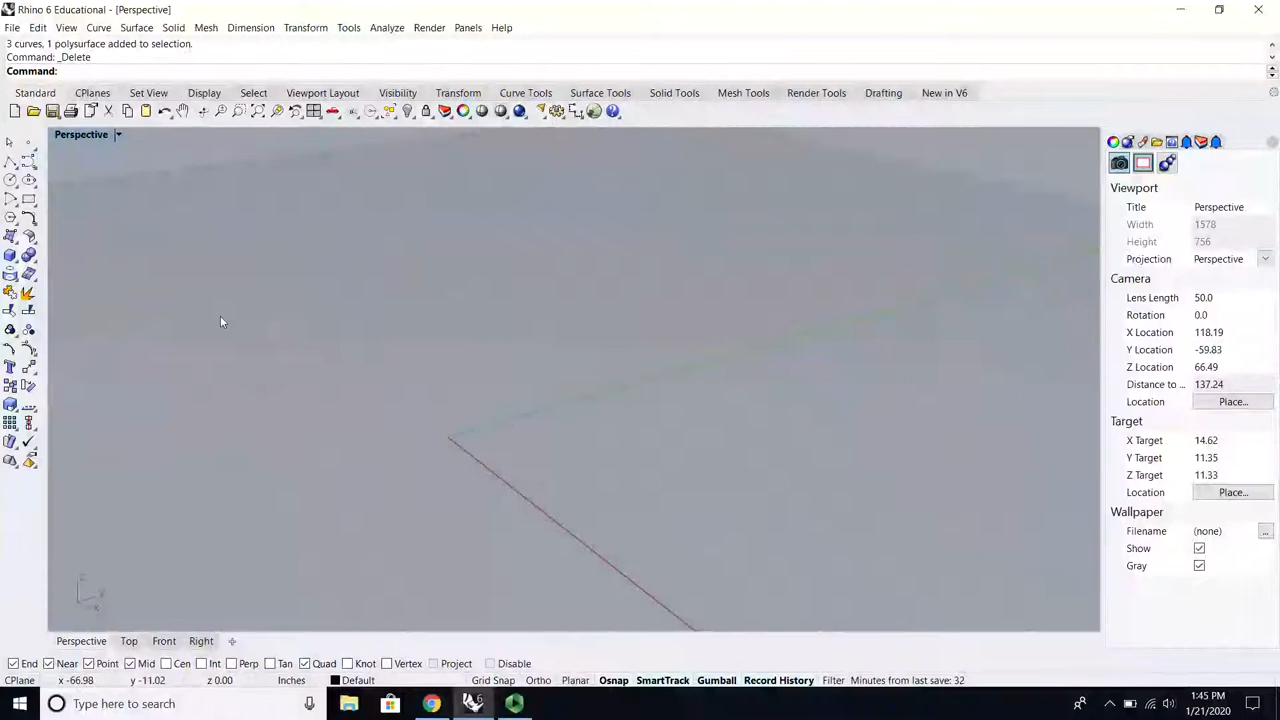 Rhino 6 Educational - [Perspective]
File Edit View Curve Surface Solid Mesh Dimension Transform Tools Analyze Render Panels Help
3 curves, 1 polysurface added to selection.
Command: _Delete
Command:
Standard CPlanes Set View Display Select Viewport Layout Visibility Transform Curve Tools Surface Tools Solid Tools Mesh Tools Render Tools Drafting New in V6
Perspective
Viewport
Title Perspective
Width 1578
Height 756
Projection Perspective
Camera
Lens Length 50.0
Rotation 0.0
X Location 118.19
Y Location -59.83
Z Location 66.49
Distance to ... 137.24
Location Place...
Target
X Target 14.62
Y Target 11.35
Z Target 11.33
Location Place...
Wallpaper
Filename (none) ...
Show
Gray
z y x
Perspective Top Front Right
End Near Point Mid Cen Int Perp Tan Quad Knot Vertex Project Disable
CPlane x -66.98 y -11.02 z 0.00 Inches Default Grid Snap Ortho Planar Osnap SmartTrack Gumball Record History Filter Minutes from last save: 32
Type here to search
1:45 PM
1/21/2020